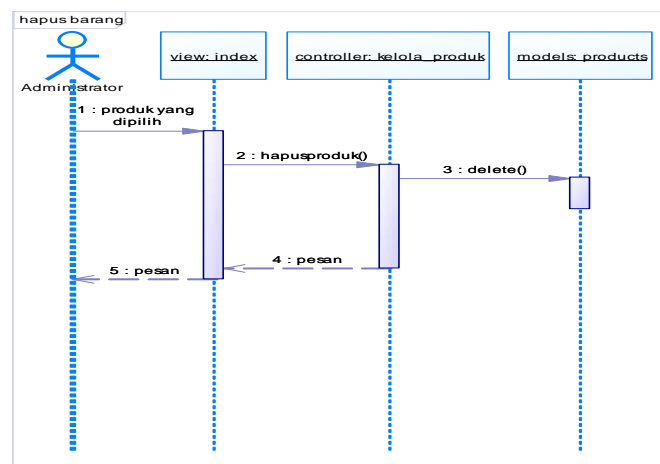 hapus barang
Administrator
view: index
controller: kelola_produk
models: products
1 : produk yang
dipilih
2 : hapusproduk()
3 : delete()
4 : pesan
5 : pesan